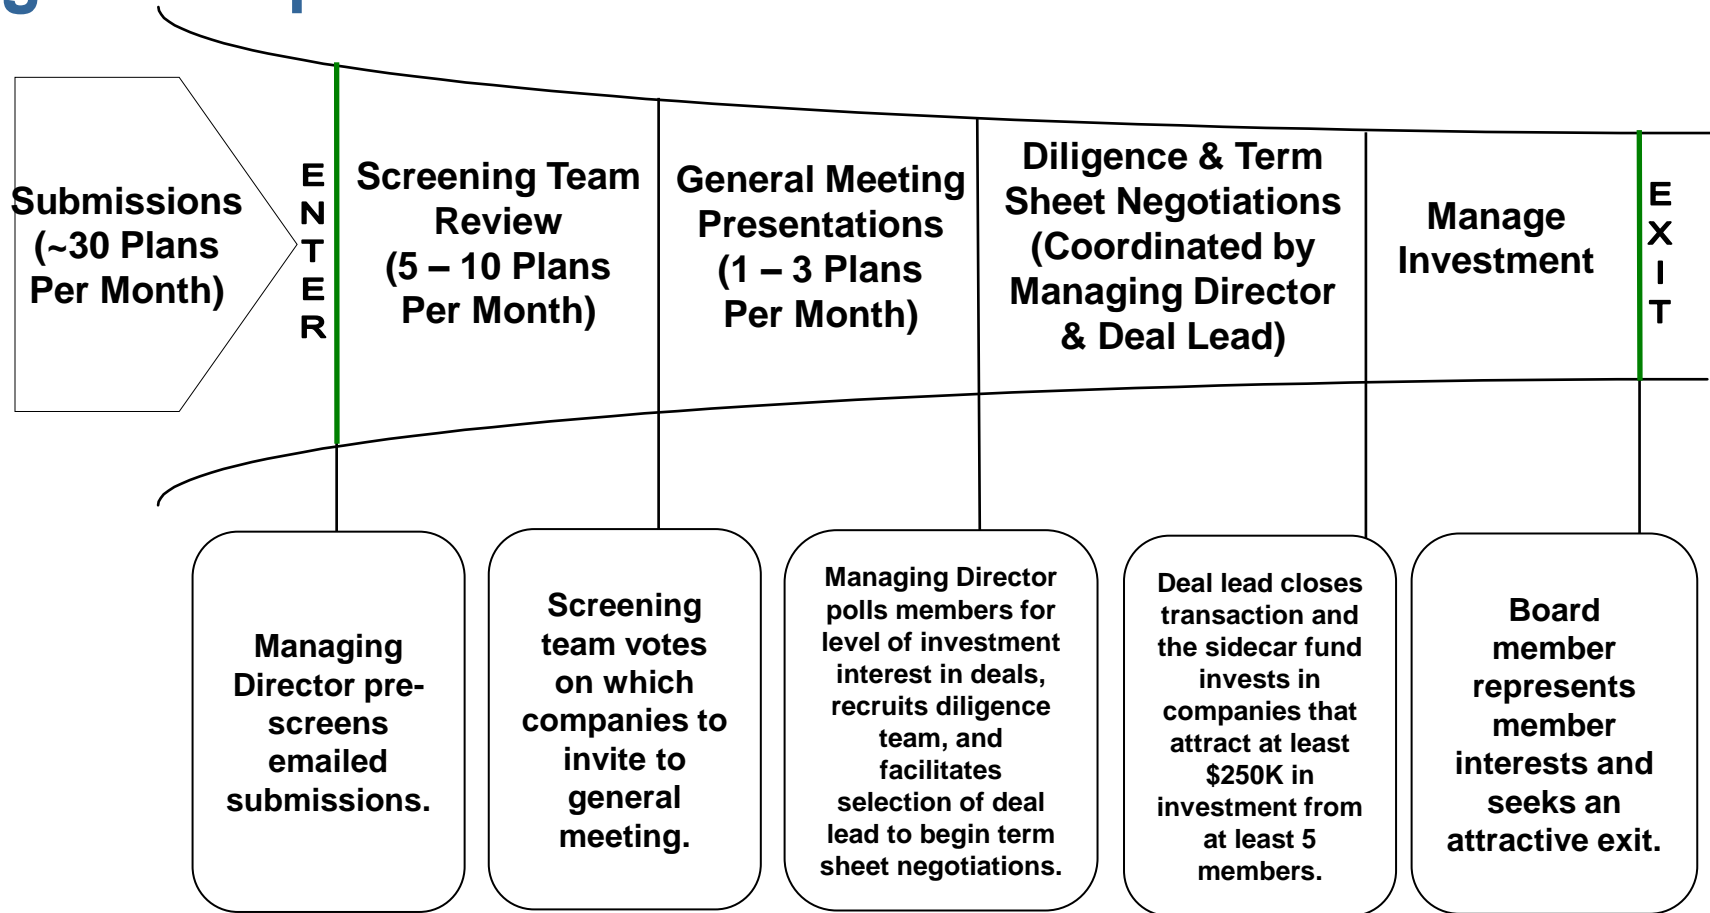 Submissions
(~30 Plans
Per Month)
ENTER
Screening Team
Review
(5 – 10 Plans
Per Month)
General Meeting
Presentations
(1 – 3 Plans
Per Month)
Diligence & Term
Sheet Negotiations
(Coordinated by
Managing Director
& Deal Lead)
Manage
Investment
EXIT
Managing
Director pre-
screens
emailed
submissions.
Screening
team votes
on which
companies to
invite to
general
meeting.
Managing Director
polls members for
level of investment
interest in deals,
recruits diligence
team, and
facilitates
selection of deal
lead to begin term
sheet negotiations.
Deal lead closes
transaction and
the sidecar fund
invests in
companies that
attract at least
$250K in
investment from
at least 5
members.
Board
member
represents
member
interests and
seeks an
attractive exit.